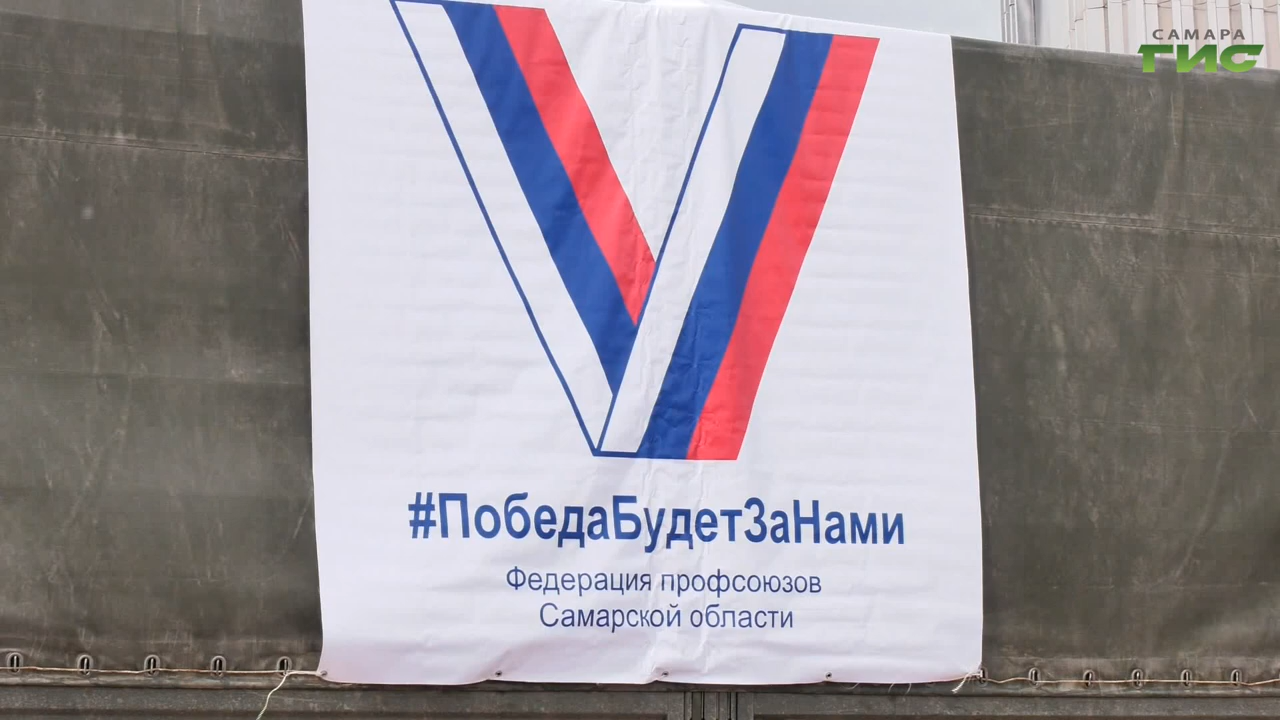 САМАРА
ГИС
#ПобедаБудетЗаНами
Федерация профсоюзов
Самарской области